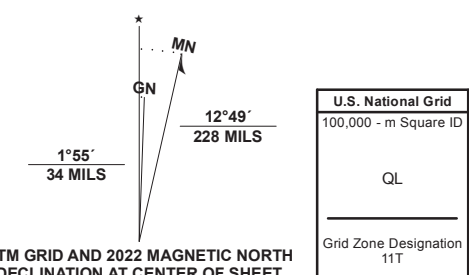 ★
MN
GN
12°49´
228 MILS
1°55´
34 MILS
TM GRID AND 2022 MAGNETIC NORTH
DECLINATION AT CENTER OF SHEET
U.S. National Grid
100,000 - m Square ID
QL
Grid Zone Designation
11T